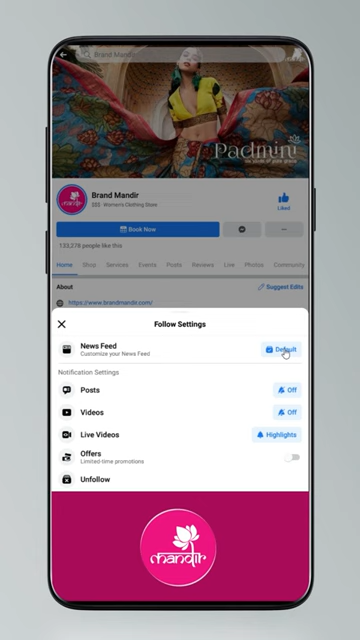 Brand Mandir
Padmini
mandir
Brand Mandir
$$$ Women's Clothing Store
Liked
Book Now
133,276 people like this
Home Shop Services Events Posts Reviews Live Photos Community
About
Suggest Edits
https://www.brandmandir.com/
Follow Settings
News Feed
Customize your News Feed
Default
Notification Settings
Posts
Off
Videos
Off
Live Videos
Highlights
Offers
Limited-time promotions
Unfollow
mandir